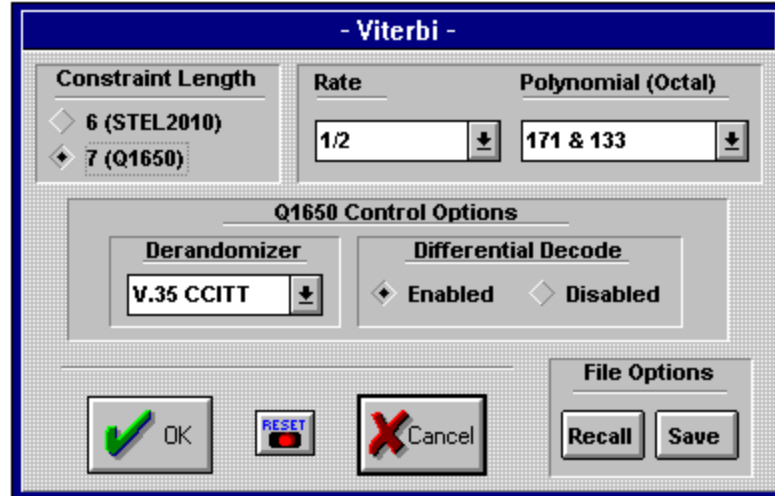 - Viterbi -
Constraint Length
6 (STEL2010)
7 (Q1650)
Rate
1/2
Polynomial (Octal)
171 & 133
Q1650 Control Options
Derandomizer
V.35 CCITT
Differential Decode
Enabled
Disabled
OK
RESET
Cancel
File Options
Recall
Save